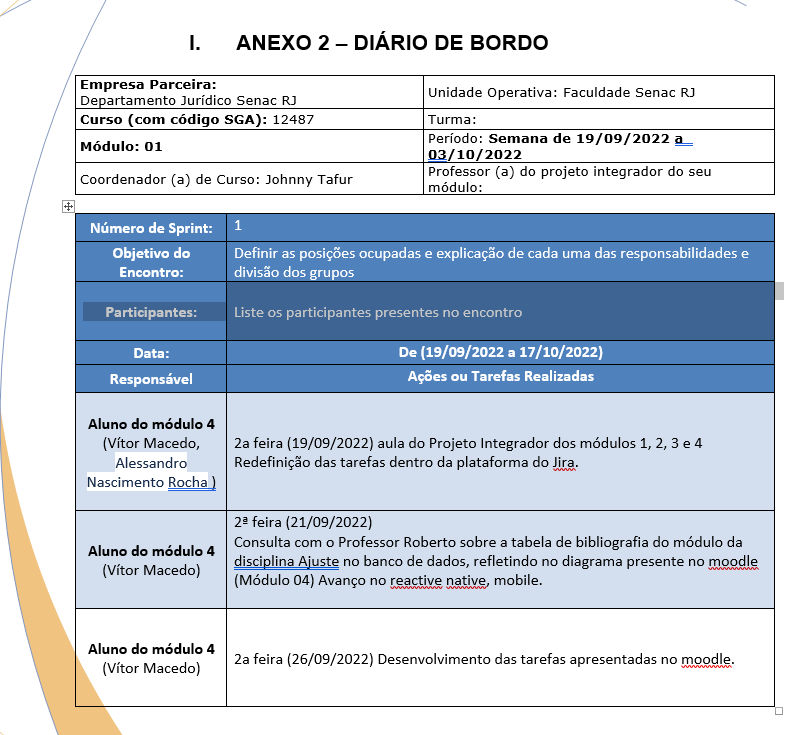 I. ANEXO 2 – DIÁRIO DE BORDO
Empresa Parceira:
Departamento Jurídico Senac RJ
Unidade Operativa: Faculdade Senac RJ
Curso (com código SGA): 12487
Turma:
Módulo: 01
Período: Semana de 19/09/2022 a
03/10/2022
Coordenador (a) de Curso: Johnny Tafur
Professor (a) do projeto integrador do seu
módulo:
Número de Sprint:
1
Objetivo do
Encontro:
Definir as posições ocupadas e explicação de cada uma das responsabilidades e
divisão dos grupos
Participantes:
Liste os participantes presentes no encontro
Data:
De (19/09/2022 a 17/10/2022)
Responsável
Ações ou Tarefas Realizadas
Aluno do módulo 4
(Vítor Macedo,
Alessandro
Nascimento Rocha )
2a feira (19/09/2022) aula do Projeto Integrador dos módulos 1, 2, 3 e 4
Redefinição das tarefas dentro da plataforma do Jira.
Aluno do módulo 4
(Vítor Macedo)
2ª feira (21/09/2022)
Consulta com o Professor Roberto sobre a tabela de bibliografia do módulo da
disciplina Ajuste no banco de dados, refletindo no diagrama presente no moodle
(Módulo 04) Avanço no reactive native, mobile.
Aluno do módulo 4
(Vítor Macedo)
2a feira (26/09/2022) Desenvolvimento das tarefas apresentadas no moodle.